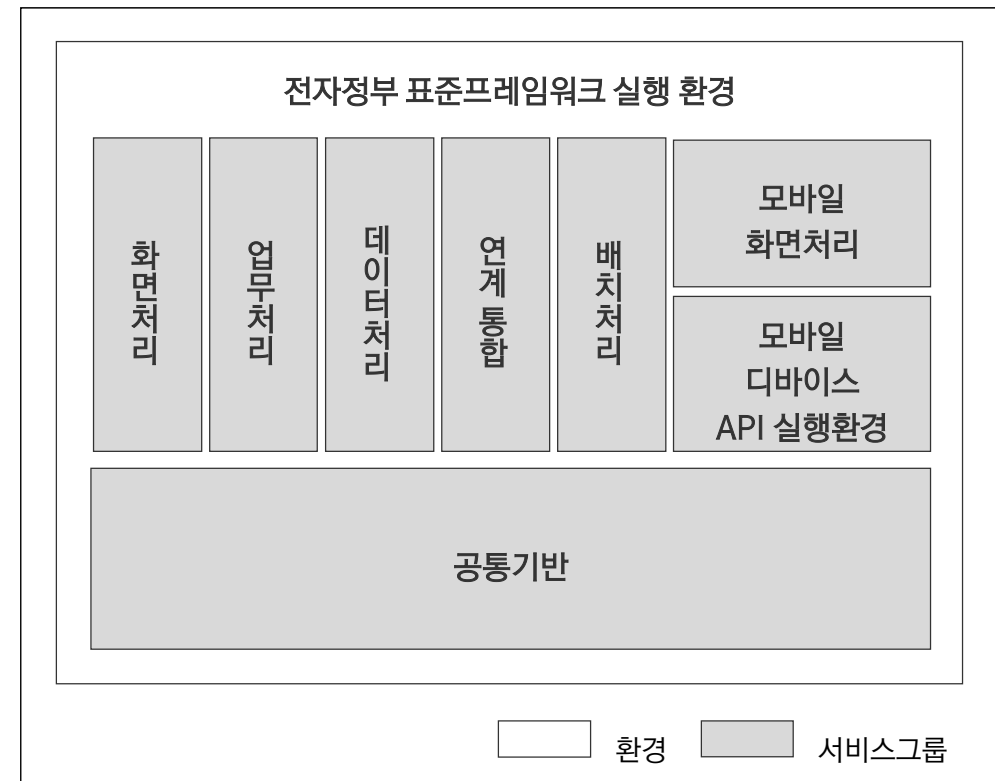 전자정부 표준프레임워크 실행 환경
화면처리
업무처리
데이터처리
연계 통합
배치처리
모바일
화면처리
모바일
디바이스
API 실행환경
공통기반
환경
서비스그룹